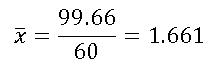 x̅ = 99.66/60 = 1.661